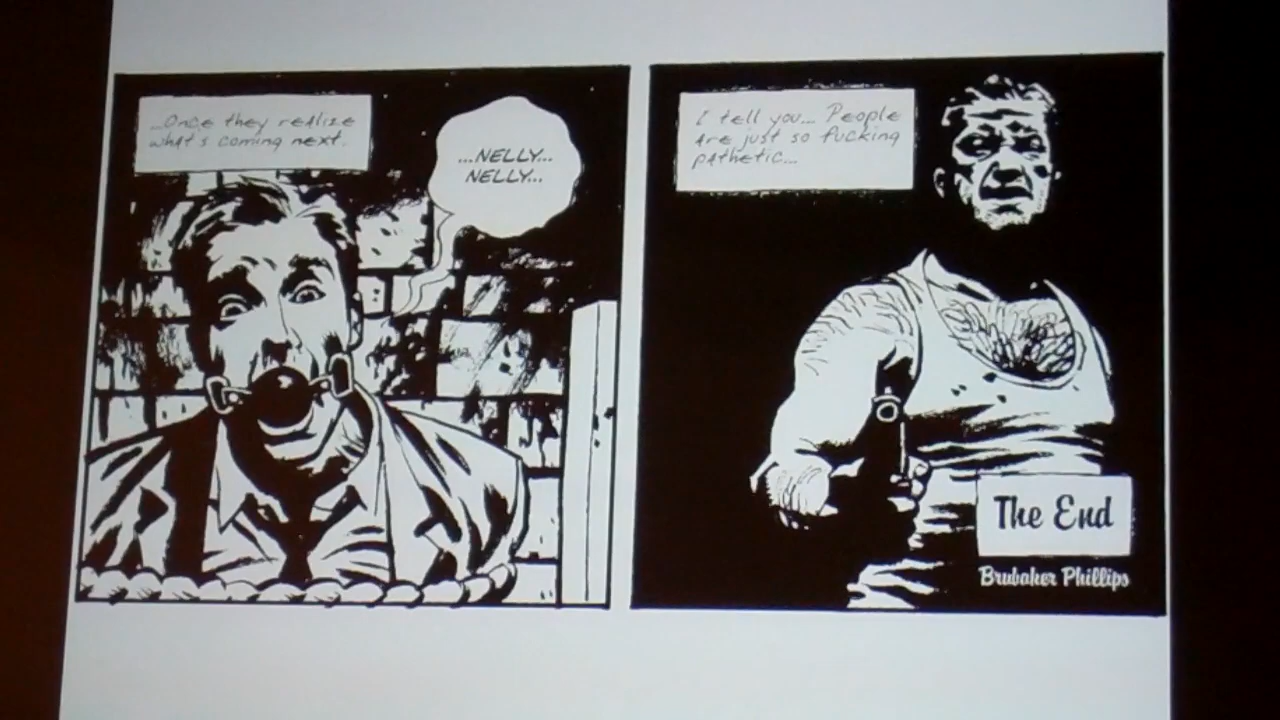 ...Once they realize
what's coming next.
...NELLY...
NELLY...
I tell you... People
are just so fucking
pathetic...
The End
Brubaker Phillips